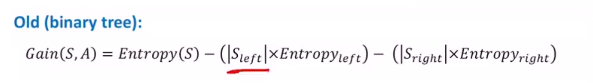 Old (binary tree):
Gain(S, A) = Entropy(S) − (|S_left|×Entropy_left) − (|S_right|×Entropy_right)